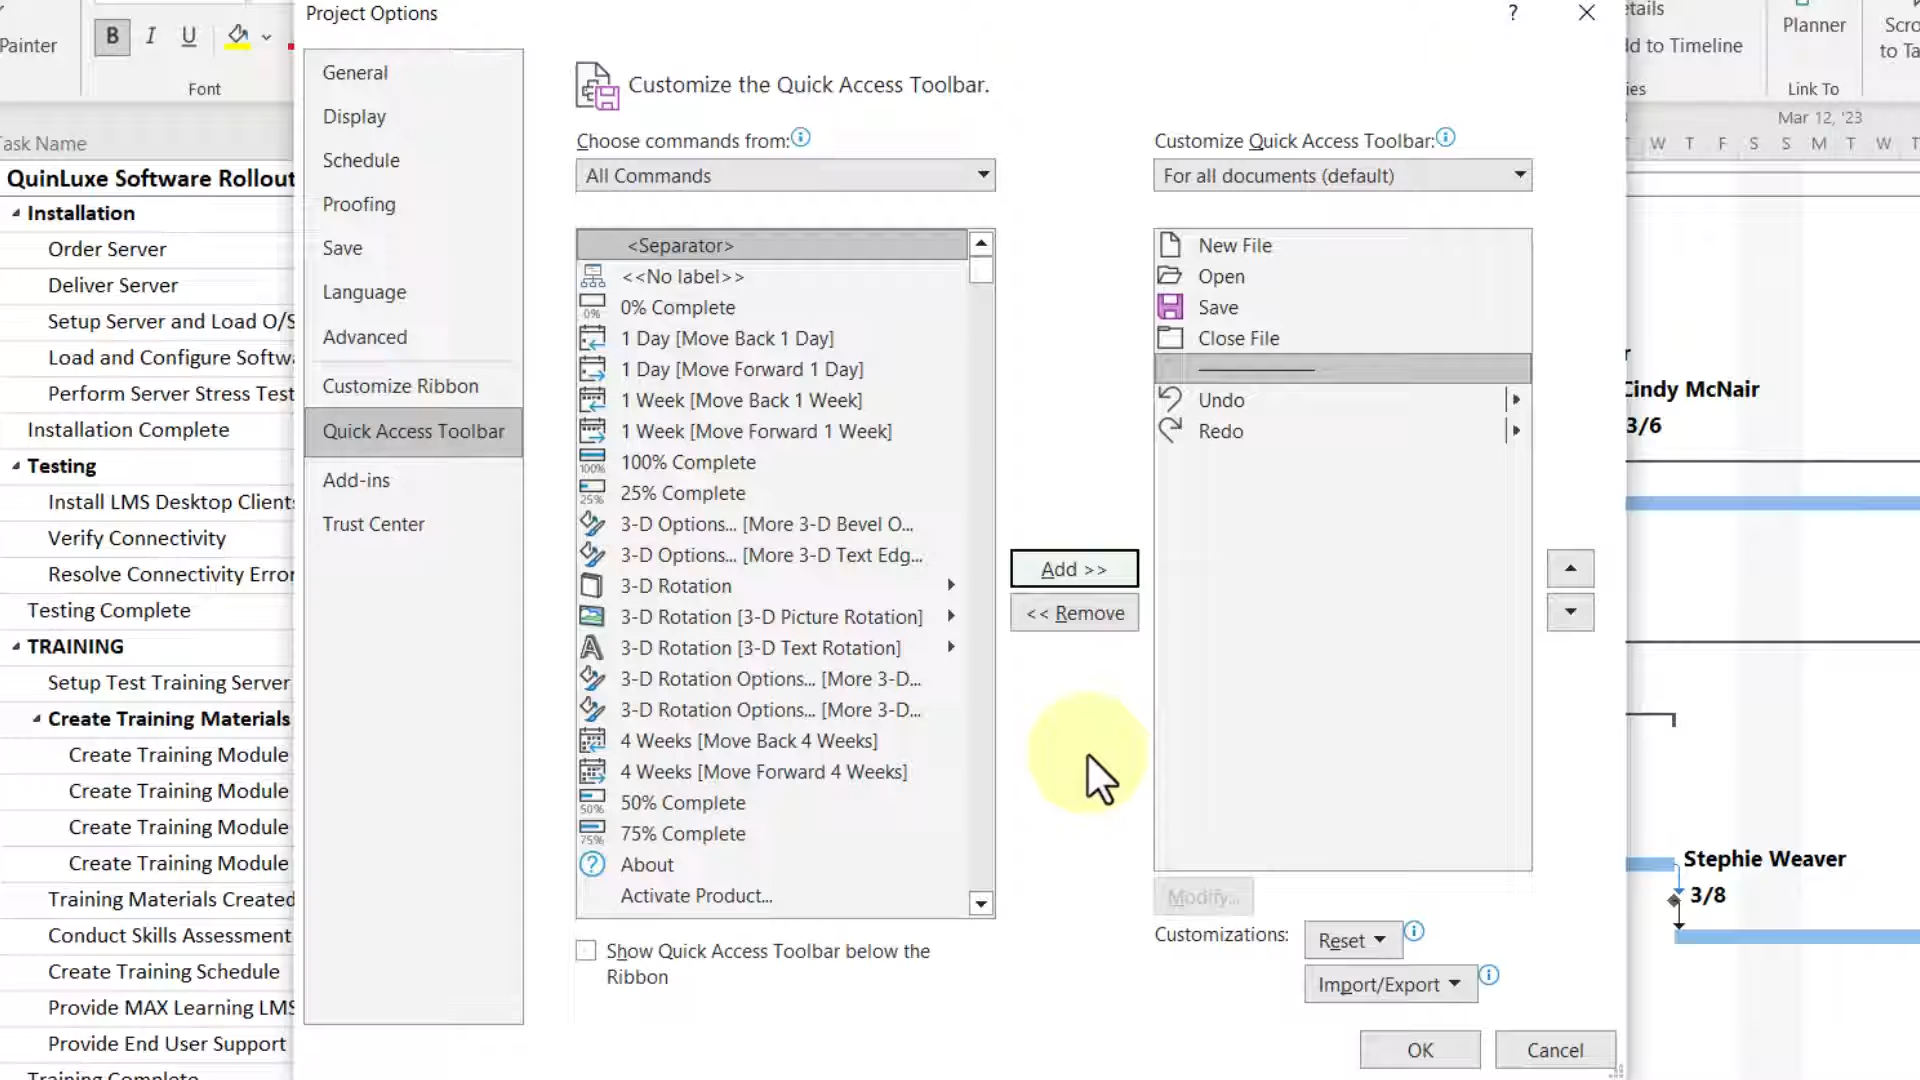 Project Options
?
Painter
B I U
Font
Add to Timeline
Planner
to Ta
Link To
Task Name
Mar 12, '23
W T F S S M T W T
QuinLuxe Software Rollout
Installation
Order Server
Deliver Server
Setup Server and Load O/S
Load and Configure Softwa
Perform Server Stress Test
Installation Complete
Testing
Install LMS Desktop Clients
Verify Connectivity
Resolve Connectivity Error
Testing Complete
TRAINING
Setup Test Training Server
Create Training Materials
Create Training Module
Create Training Module
Create Training Module
Create Training Module
Training Materials Created
Conduct Skills Assessment
Create Training Schedule
Provide MAX Learning LMS
Provide End User Support
Training Complete
General
Display
Schedule
Proofing
Save
Language
Advanced
Customize Ribbon
Quick Access Toolbar
Add-ins
Trust Center
Customize the Quick Access Toolbar.
Choose commands from:
All Commands
<Separator>
<<No label>>
0% Complete
1 Day [Move Back 1 Day]
1 Day [Move Forward 1 Day]
1 Week [Move Back 1 Week]
1 Week [Move Forward 1 Week]
100% Complete
25% Complete
3-D Options... [More 3-D Bevel O...
3-D Options... [More 3-D Text Edg...
3-D Rotation
3-D Rotation [3-D Picture Rotation]
3-D Rotation [3-D Text Rotation]
3-D Rotation Options... [More 3-D...
3-D Rotation Options... [More 3-D...
4 Weeks [Move Back 4 Weeks]
4 Weeks [Move Forward 4 Weeks]
50% Complete
75% Complete
About
Activate Product...
Show Quick Access Toolbar below the
Ribbon
Add >>
<< Remove
Customize Quick Access Toolbar:
For all documents (default)
New File
Open
Save
Close File
Undo
Redo
Modify...
Customizations:
Reset
Import/Export
OK
Cancel
Cindy McNair
3/6
Stephie Weaver
3/8